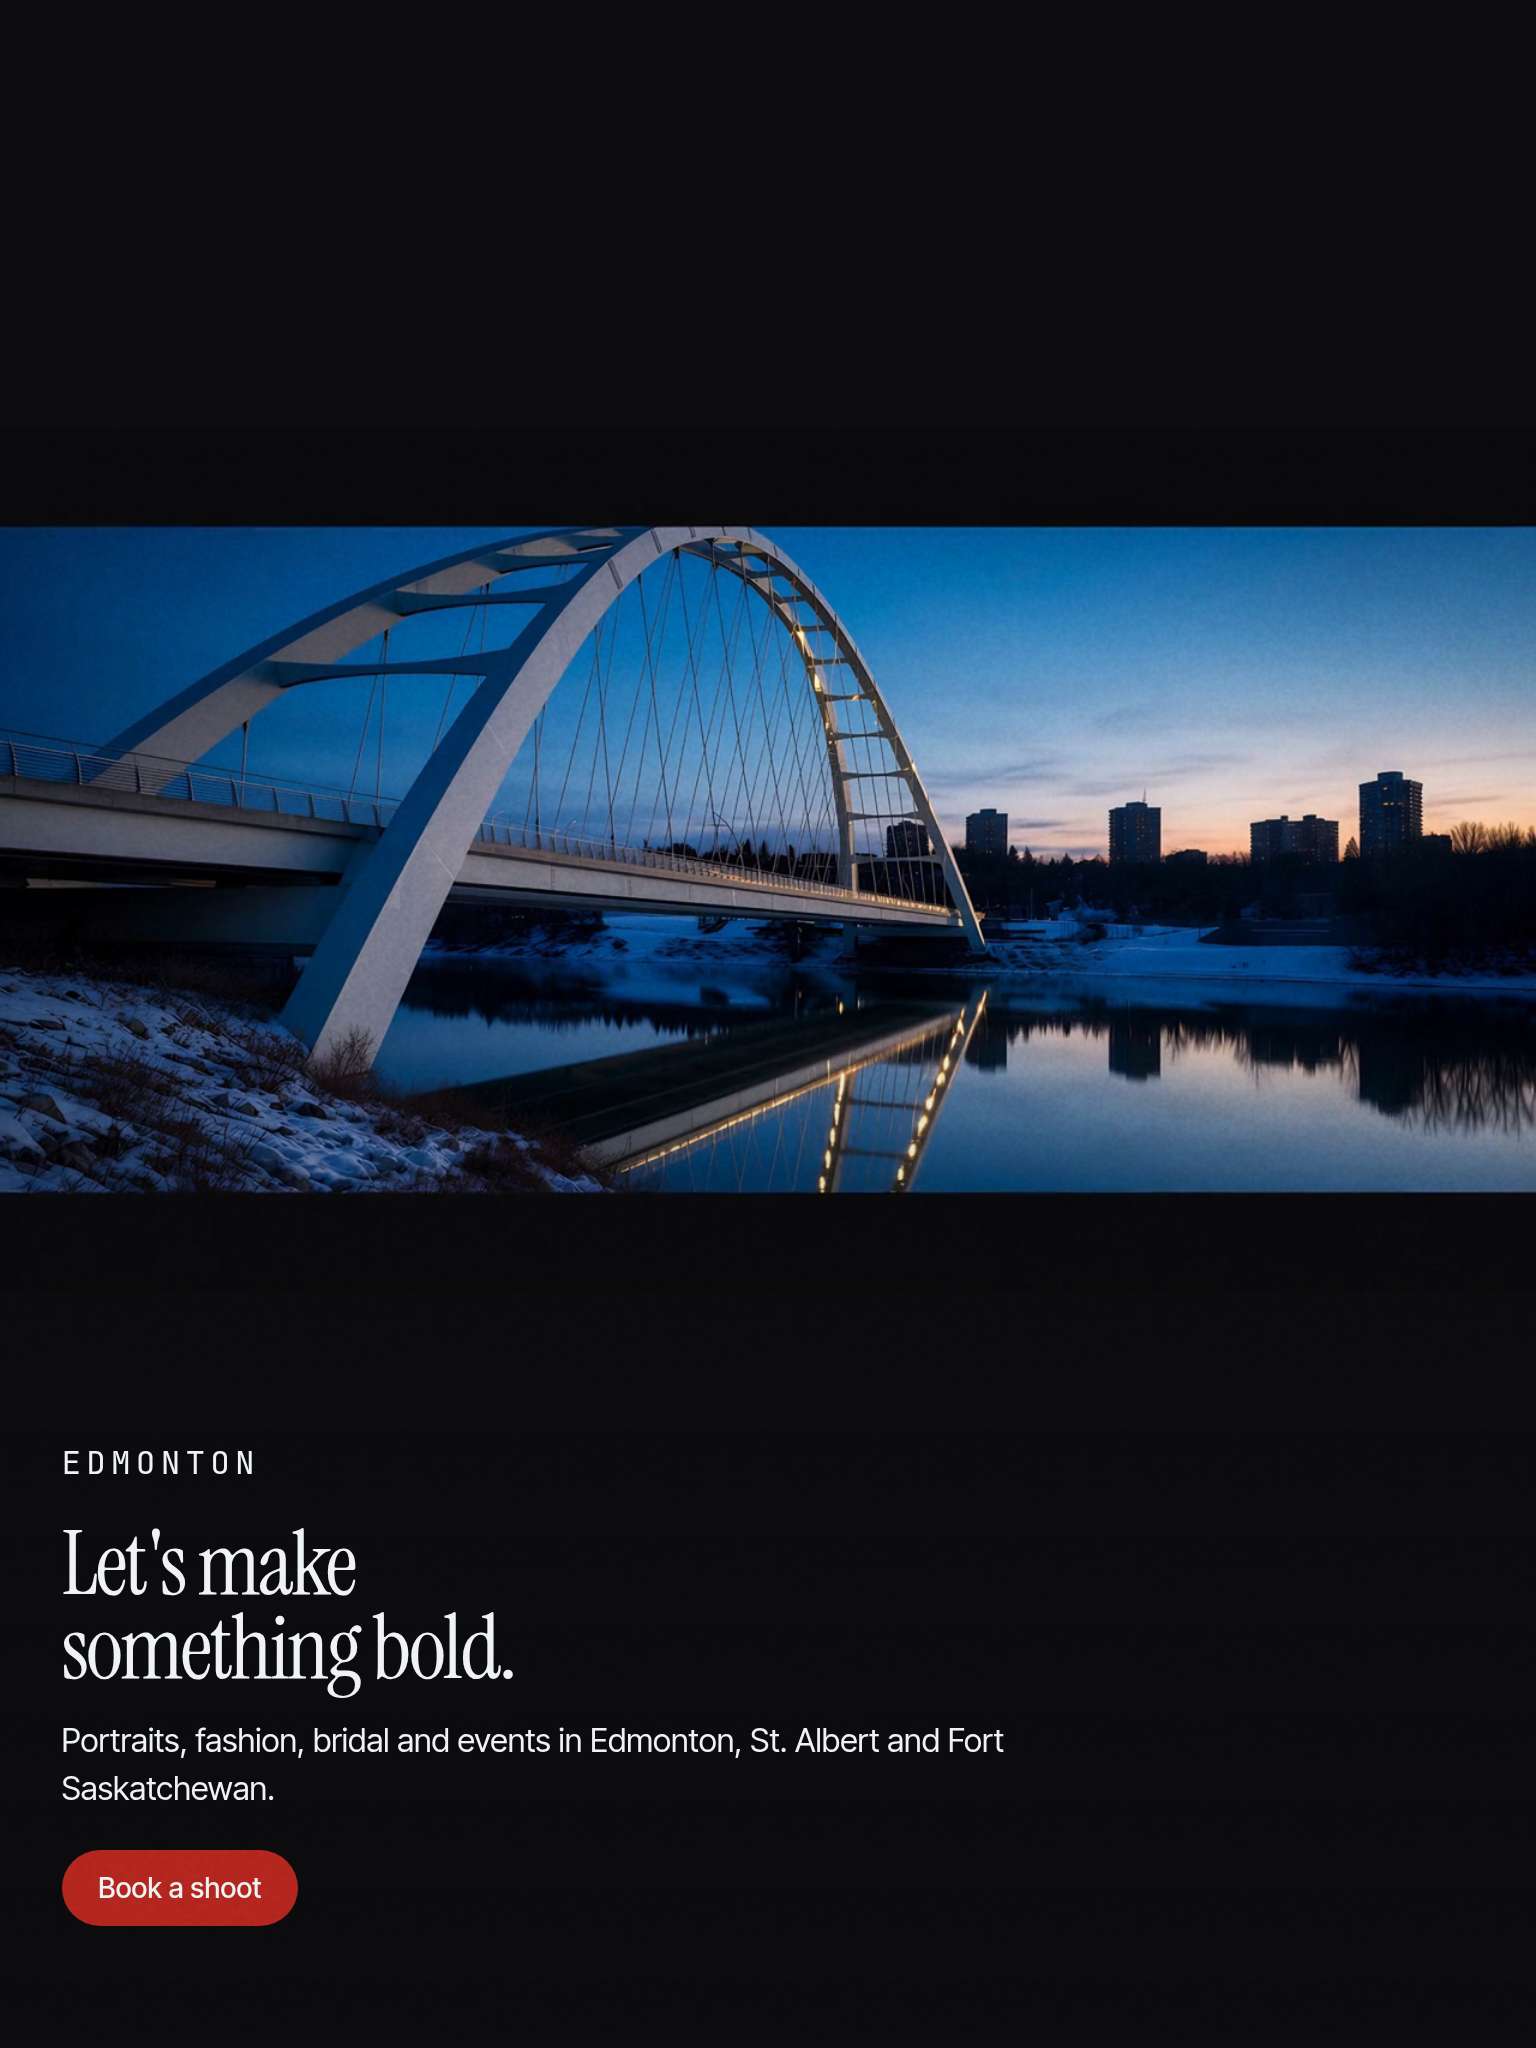 EDMONTON
Let's make
something bold.
Portraits, fashion, bridal and events in Edmonton, St. Albert and Fort
Saskatchewan.
Book a shoot